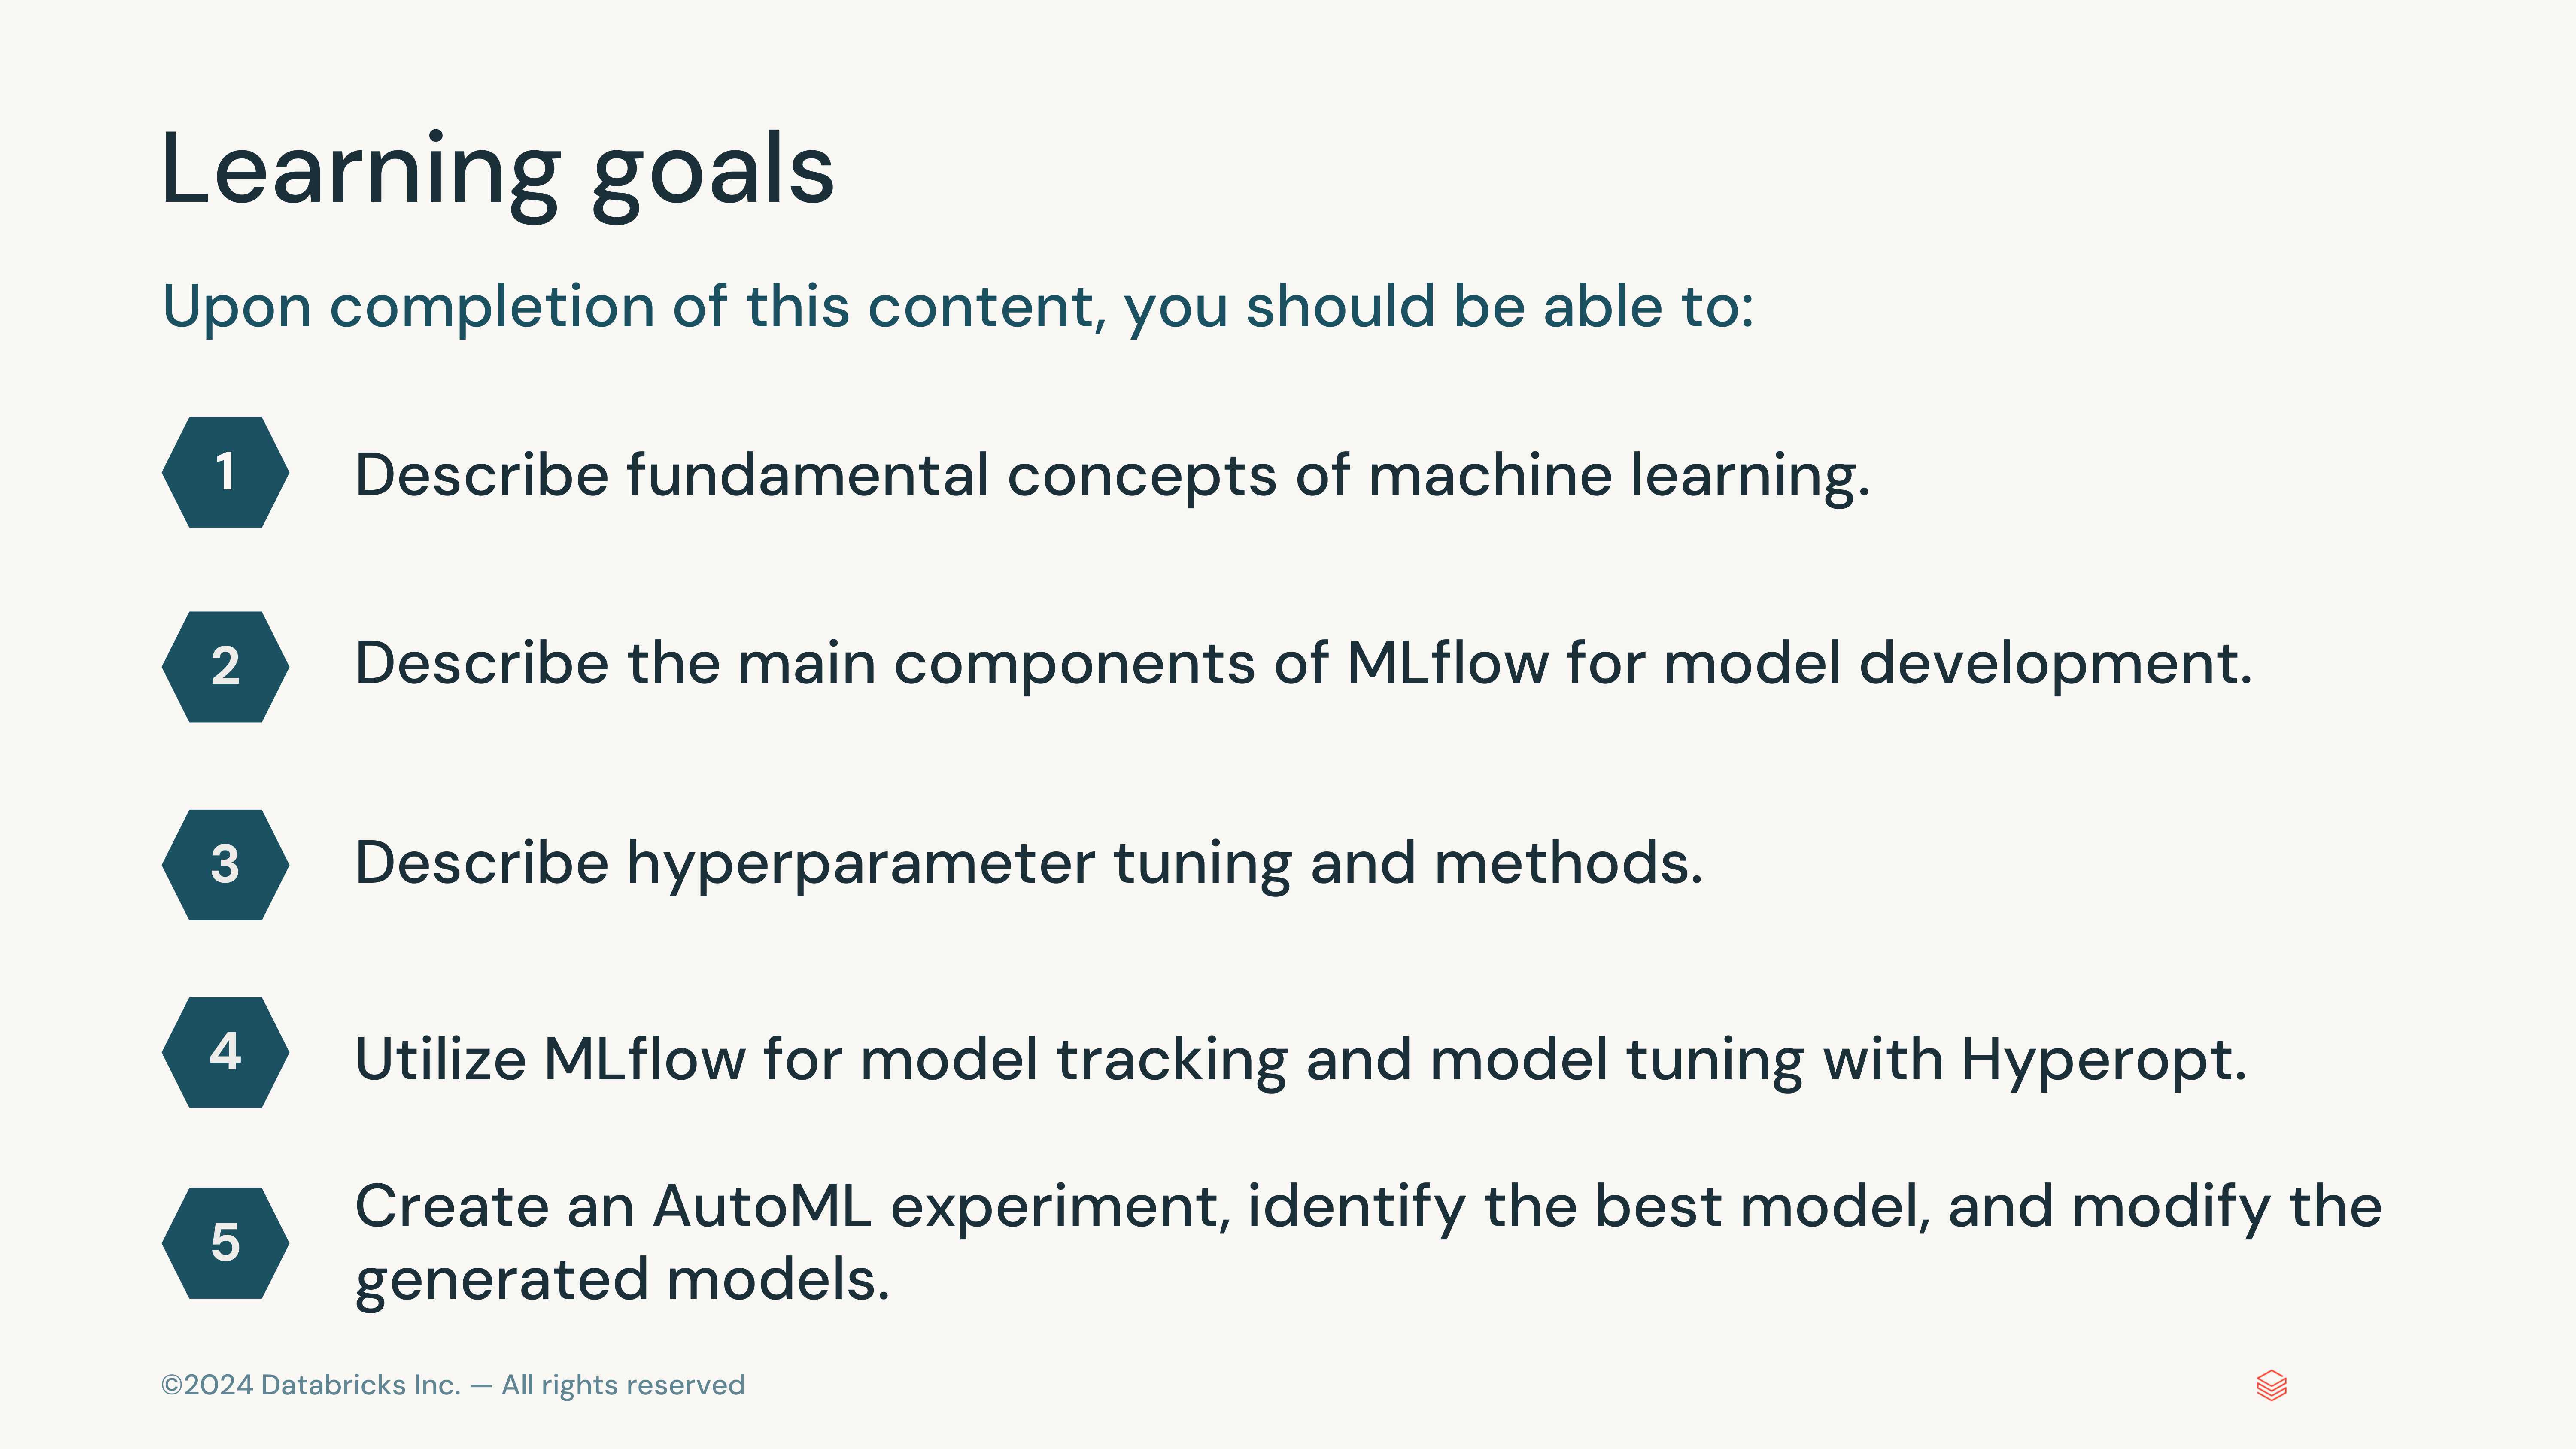 Learning goals
Upon completion of this content, you should be able to:
1 Describe fundamental concepts of machine learning.
2 Describe the main components of MLflow for model development.
3 Describe hyperparameter tuning and methods.
4 Utilize MLflow for model tracking and model tuning with Hyperopt.
5 Create an AutoML experiment, identify the best model, and modify the
generated models.
©2024 Databricks Inc. — All rights reserved